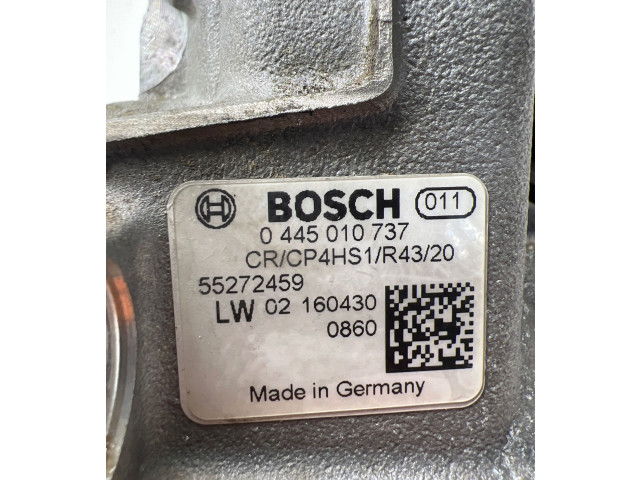 BOSCH 011
0 445 010 737
CR/CP4HS1/R43/20
55272459
LW 02 160430
0860
Made in Germany